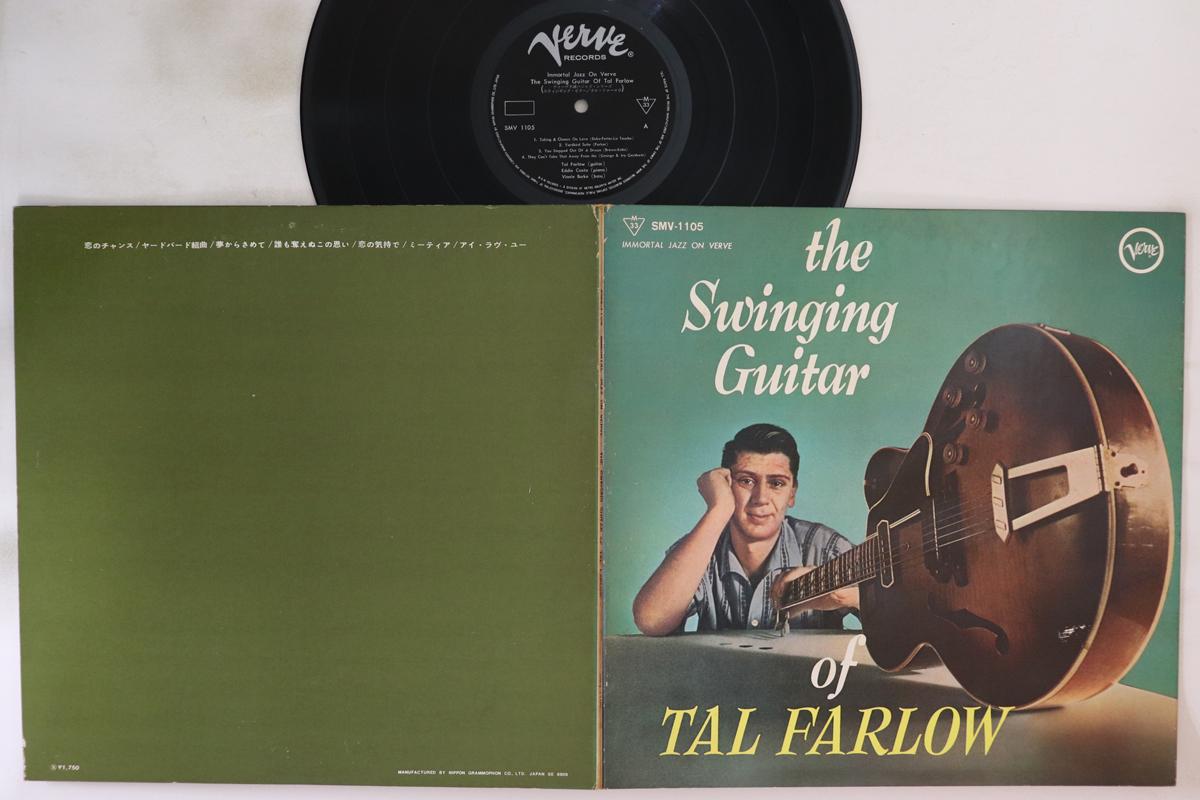 Verve
RECORDS
Immortal Jazz On Verve
The Swinging Guitar Of Tal Farlow
M
33
SMV 1105
A
1. Taking A Chance On Love
2. Yardbird Suite (Parker)
3. You Stepped Out Of A Dream
4. They Can't Take That Away From Me (George & Ira Gershwin)
Tal Farlow (guitar)
Eddie Costa (piano)
Vinnie Burke (bass)
恋のチャンス/ヤードバード組曲/夢からさめて/誰も奪えぬこの思い/恋の気持で/ミーティア/アイ・ラヴ・ユー
¥1,750
MANUFACTURED BY NIPPON GRAMMOPHON CO., LTD. JAPAN
M
33
SMV-1105
IMMORTAL JAZZ ON VERVE
Verve
the
Swinging
Guitar
of
TAL FARLOW